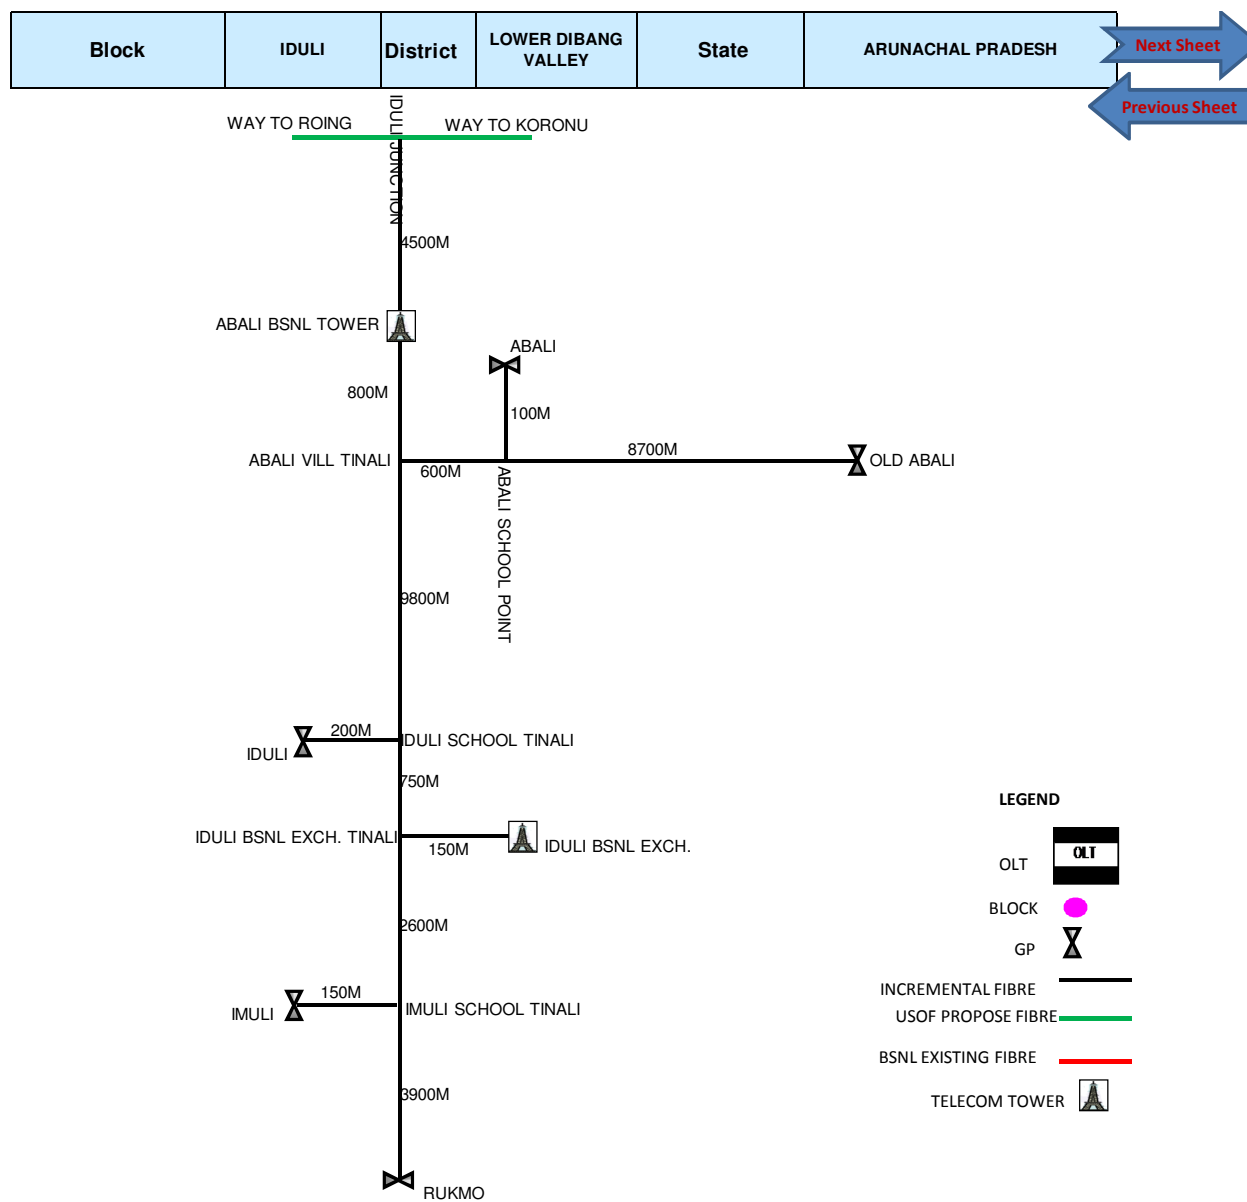 Block IDULI District LOWER DIBANG VALLEY State ARUNACHAL PRADESH
Next Sheet
Previous Sheet
WAY TO ROING
WAY TO KORONU
IDULI JUNCTION
4500M
ABALI BSNL TOWER
ABALI
800M
100M
ABALI VILL TINALI
600M
8700M
OLD ABALI
ABALI SCHOOL POINT
9800M
200M
IDULI
IDULI SCHOOL TINALI
750M
IDULI BSNL EXCH. TINALI
150M
IDULI BSNL EXCH.
2600M
150M
IMULI
IMULI SCHOOL TINALI
3900M
RUKMO
LEGEND
OLT
OLT
BLOCK
GP
INCREMENTAL FIBRE
USOF PROPOSE FIBRE
BSNL EXISTING FIBRE
TELECOM TOWER